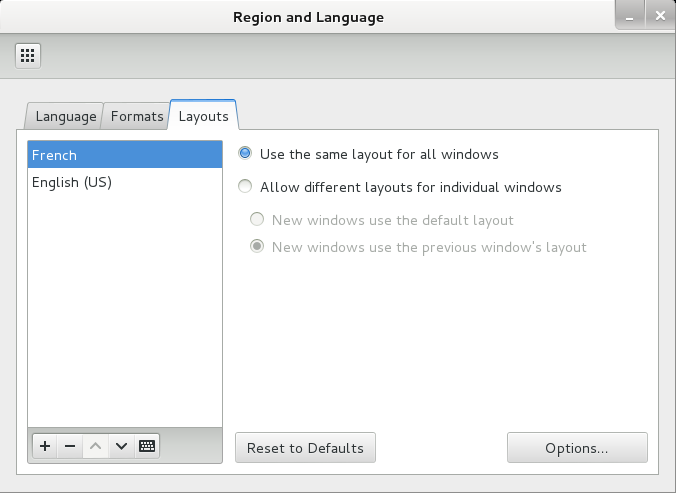 Region and Language
Language
Formats
Layouts
French
English (US)
Use the same layout for all windows
Allow different layouts for individual windows
New windows use the default layout
New windows use the previous window's layout
Reset to Defaults
Options...